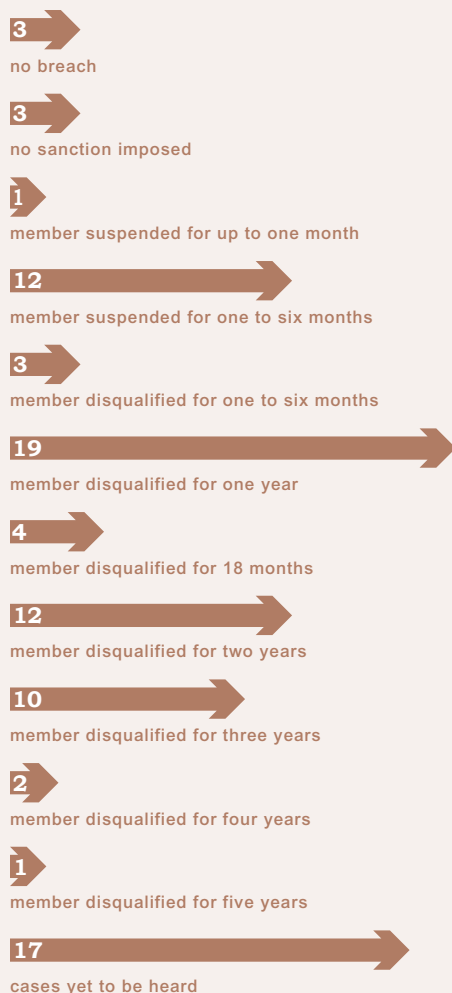 3
no breach
3
no sanction imposed
1
member suspended for up to one month
12
member suspended for one to six months
3
member disqualified for one to six months
19
member disqualified for one year
4
member disqualified for 18 months
12
member disqualified for two years
10
member disqualified for three years
2
member disqualified for four years
1
member disqualified for five years
17
cases yet to be heard